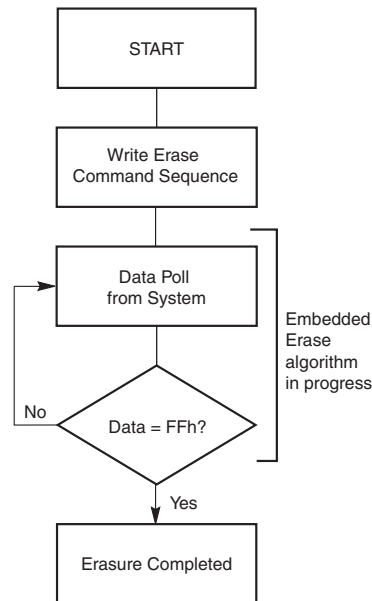 START
Write Erase
Command Sequence
Data Poll
from System
Embedded
Erase
algorithm
in progress
No
Data = FFh?
Yes
Erasure Completed